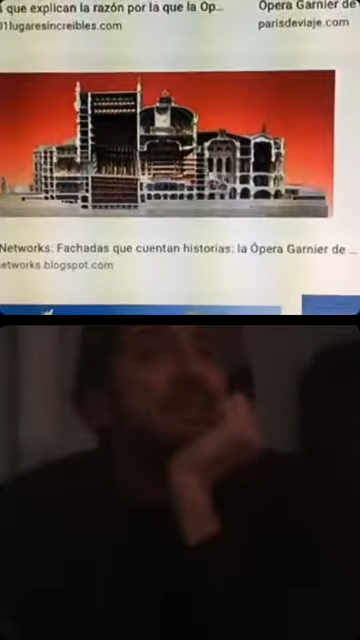 que explican la razón por la que la Op...
Ópera Garnier de
01lugaresincreibles.com
parisdeviaje.com
Networks: Fachadas que cuentan historias: la Ópera Garnier de ...
etworks.blogspot.com